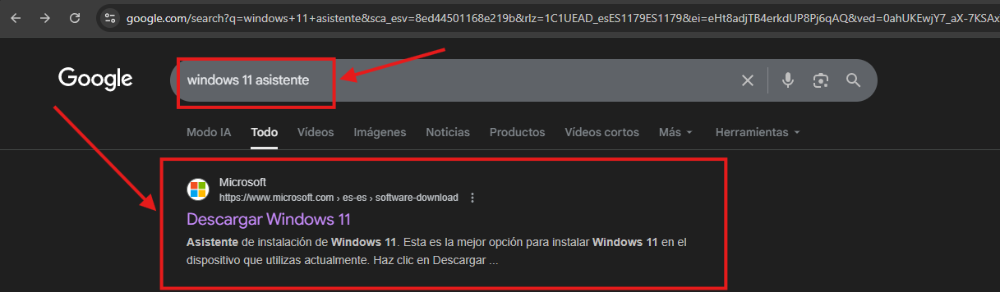 google.com/search?q=windows+11+asistente&sca_esv=8ed44501168e219b&rlz=1C1UEAD_esES1179ES1179&ei=eHt8adjTB4erkdUP8Pj6qAQ&ved=0ahUKEwjY7_aX-7KSAx
Google
windows 11 asistente
Modo IA Todo Vídeos Imágenes Noticias Productos Vídeos cortos Más Herramientas
Microsoft
https://www.microsoft.com › es-es › software-download
Descargar Windows 11
Asistente de instalación de Windows 11. Esta es la mejor opción para instalar Windows 11 en el
dispositivo que utilizas actualmente. Haz clic en Descargar ...